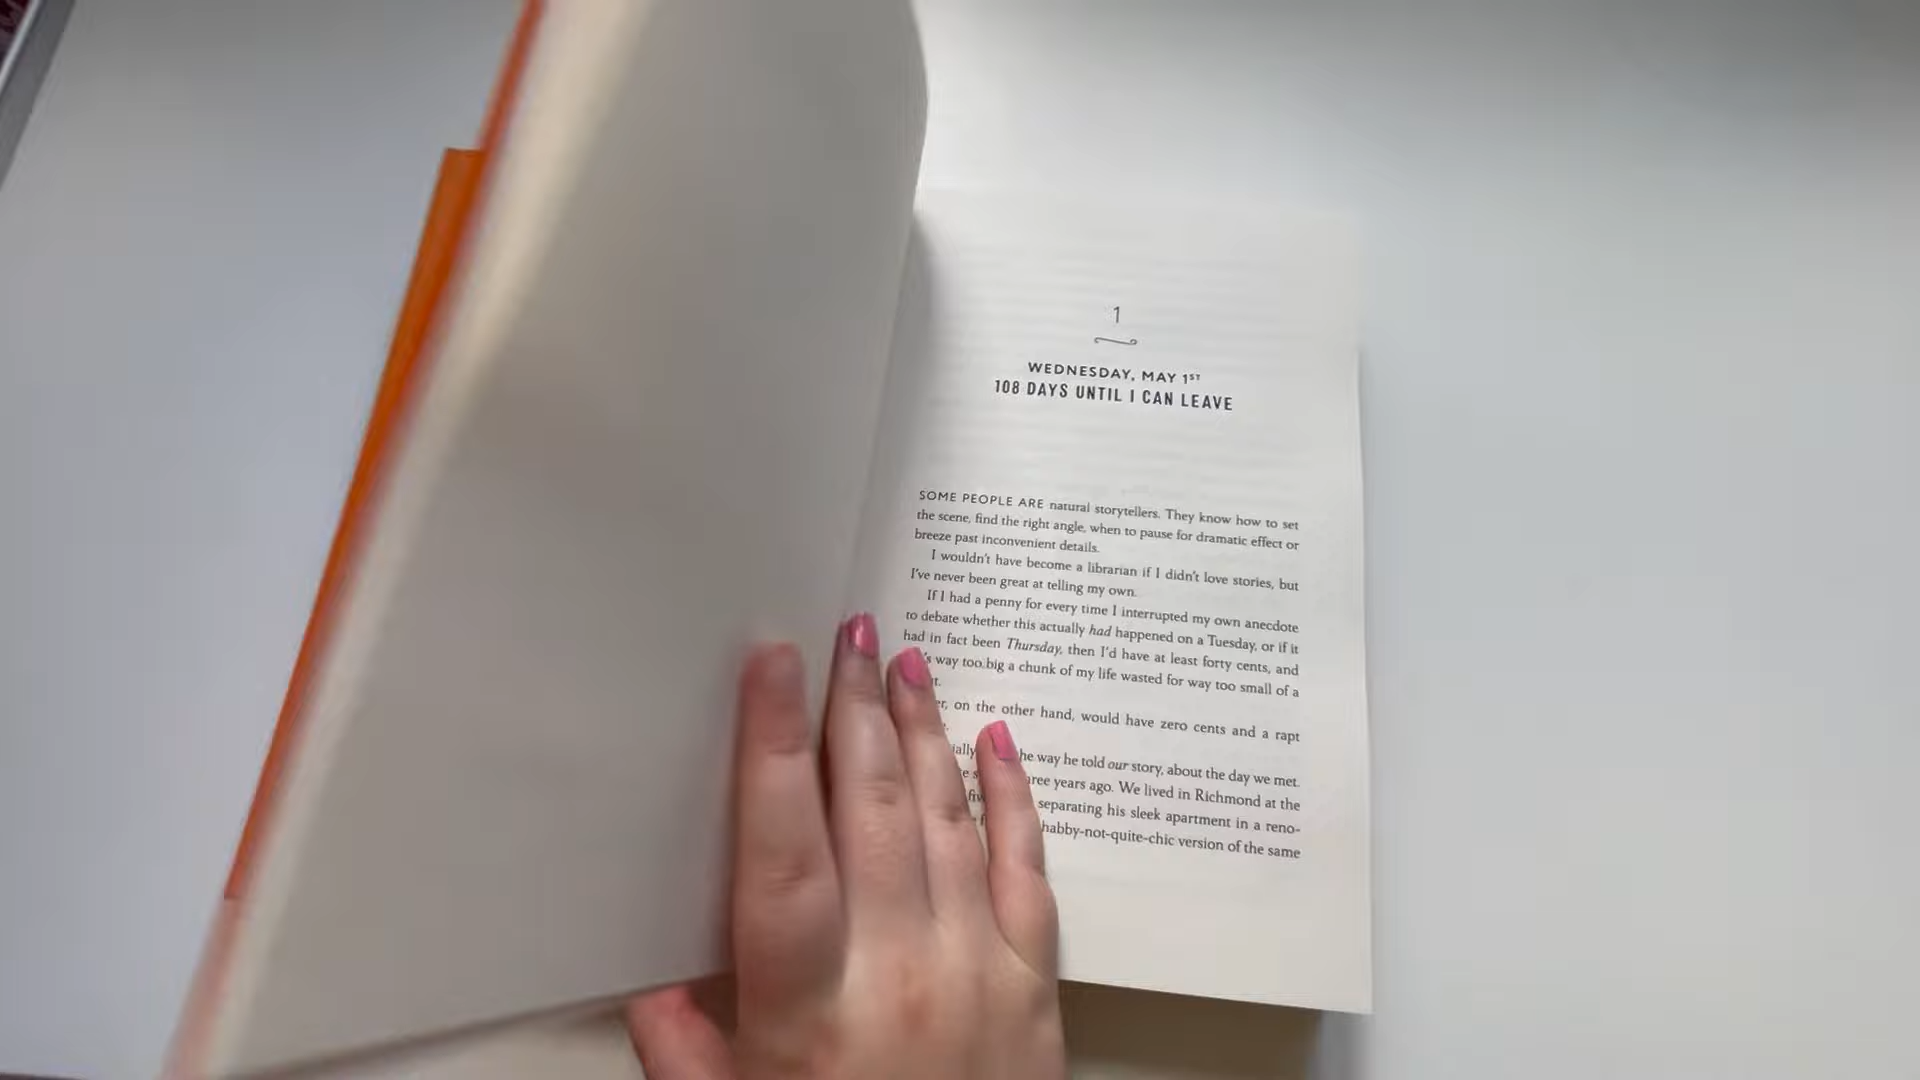 1
WEDNESDAY, MAY 1ST
108 DAYS UNTIL I CAN LEAVE
SOME PEOPLE ARE natural storytellers. They know how to set
the scene, find the right angle, when to pause for dramatic effect or
breeze past inconvenient details.
I wouldn't have become a librarian if I didn't love stories, but
I've never been great at telling my own.
If I had a penny for every time I interrupted my own anecdote
to debate whether this actually had happened on a Tuesday, or if it
had in fact been Thursday, then I'd have at least forty cents, and
way too big a chunk of my life wasted for way too small of a
on the other hand, would have zero cents and a rapt
way he told our story, about the day we met.
years ago. We lived in Richmond at the
separating his sleek apartment in a reno-
version of the same